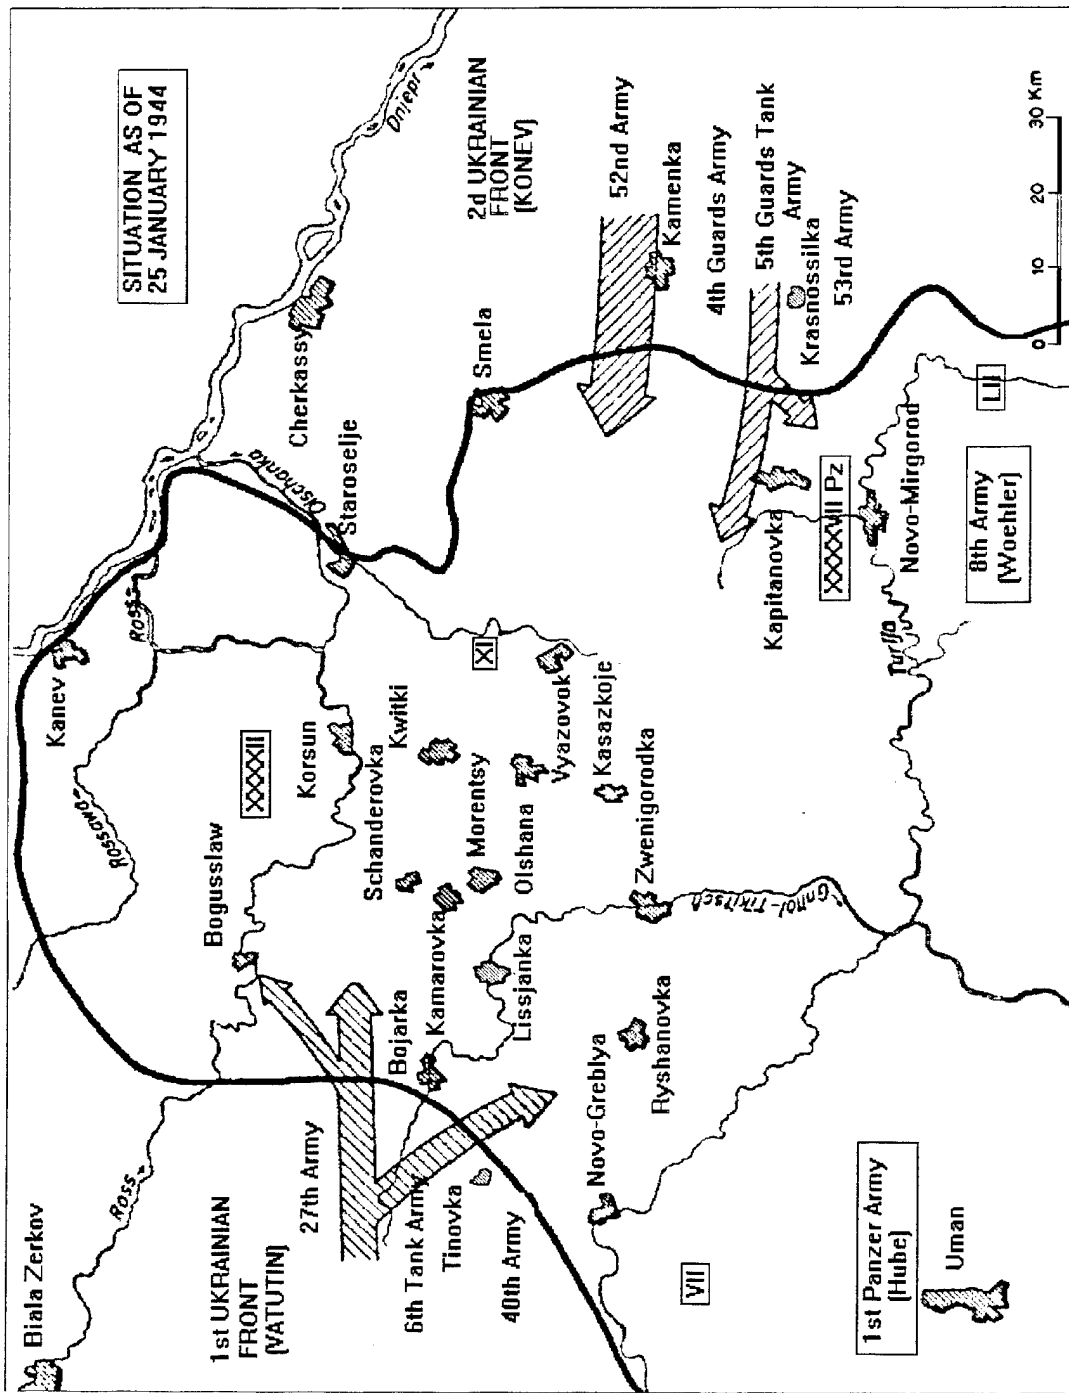 SITUATION AS OF
25 JANUARY 1944
Biala Zerkov
Ross
1st UKRAINIAN
FRONT
(VATUTIN)
27th Army
6th Tank Army
Tinovka
40th Army
Novo-Greblya
VII
1st Panzer Army
(Hube)
Uman
Bogusslaw
Bojarka
Kamarovka
Lissjanka
Ryshanovka
Rossawa
Kanev
Ross
XXXXII
Korsun
Schanderovka
Kwitki
Morentsy
Olshana
Vyazovok
Kasazkoje
Zwenigorodka
Gniloi-Tikitsch
XI
Cherkassy
Olschanka
Staroselje
Smela
Dnjepr
2d UKRAINIAN
FRONT
(KONEV)
52nd Army
Kamenka
4th Guards Army
5th Guards Tank
Army
Krasnossilka
53rd Army
Kapitanovka
XXXXVII Pz
Novo-Mirgorod
Turija
LII
8th Army
(Woehler)
0 10 20 30 Km